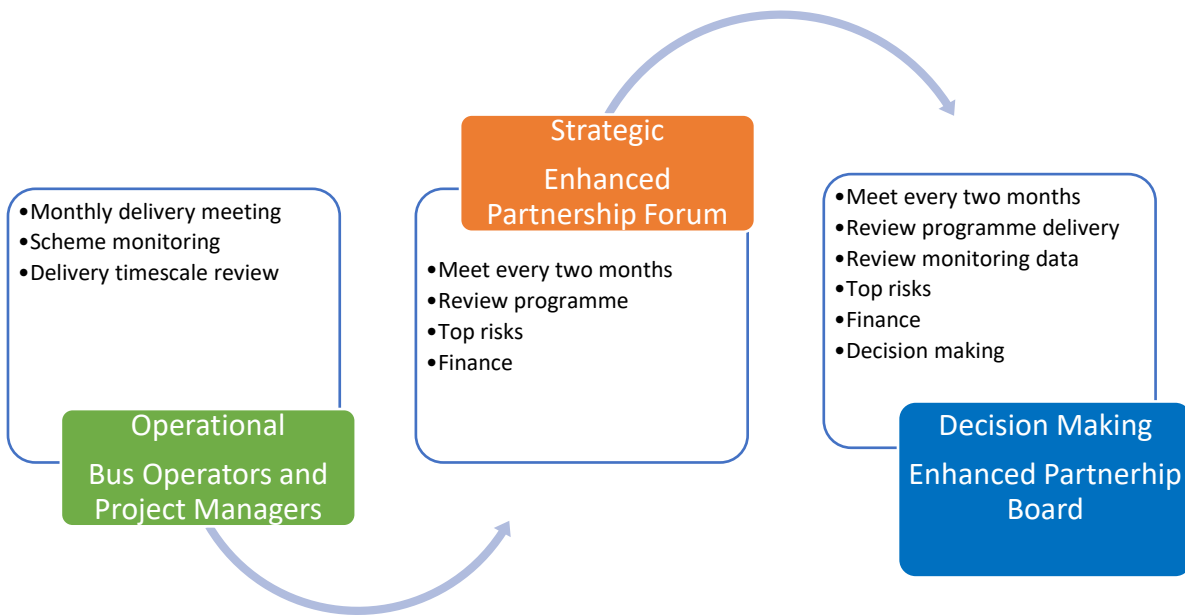 •Monthly delivery meeting
•Scheme monitoring
•Delivery timescale review
Operational
Bus Operators and
Project Managers
Strategic
Enhanced
Partnership Forum
•Meet every two months
•Review programme
•Top risks
•Finance
•Meet every two months
•Review programme delivery
•Review monitoring data
•Top risks
•Finance
•Decision making
Decision Making
Enhanced Partnerhip
Board